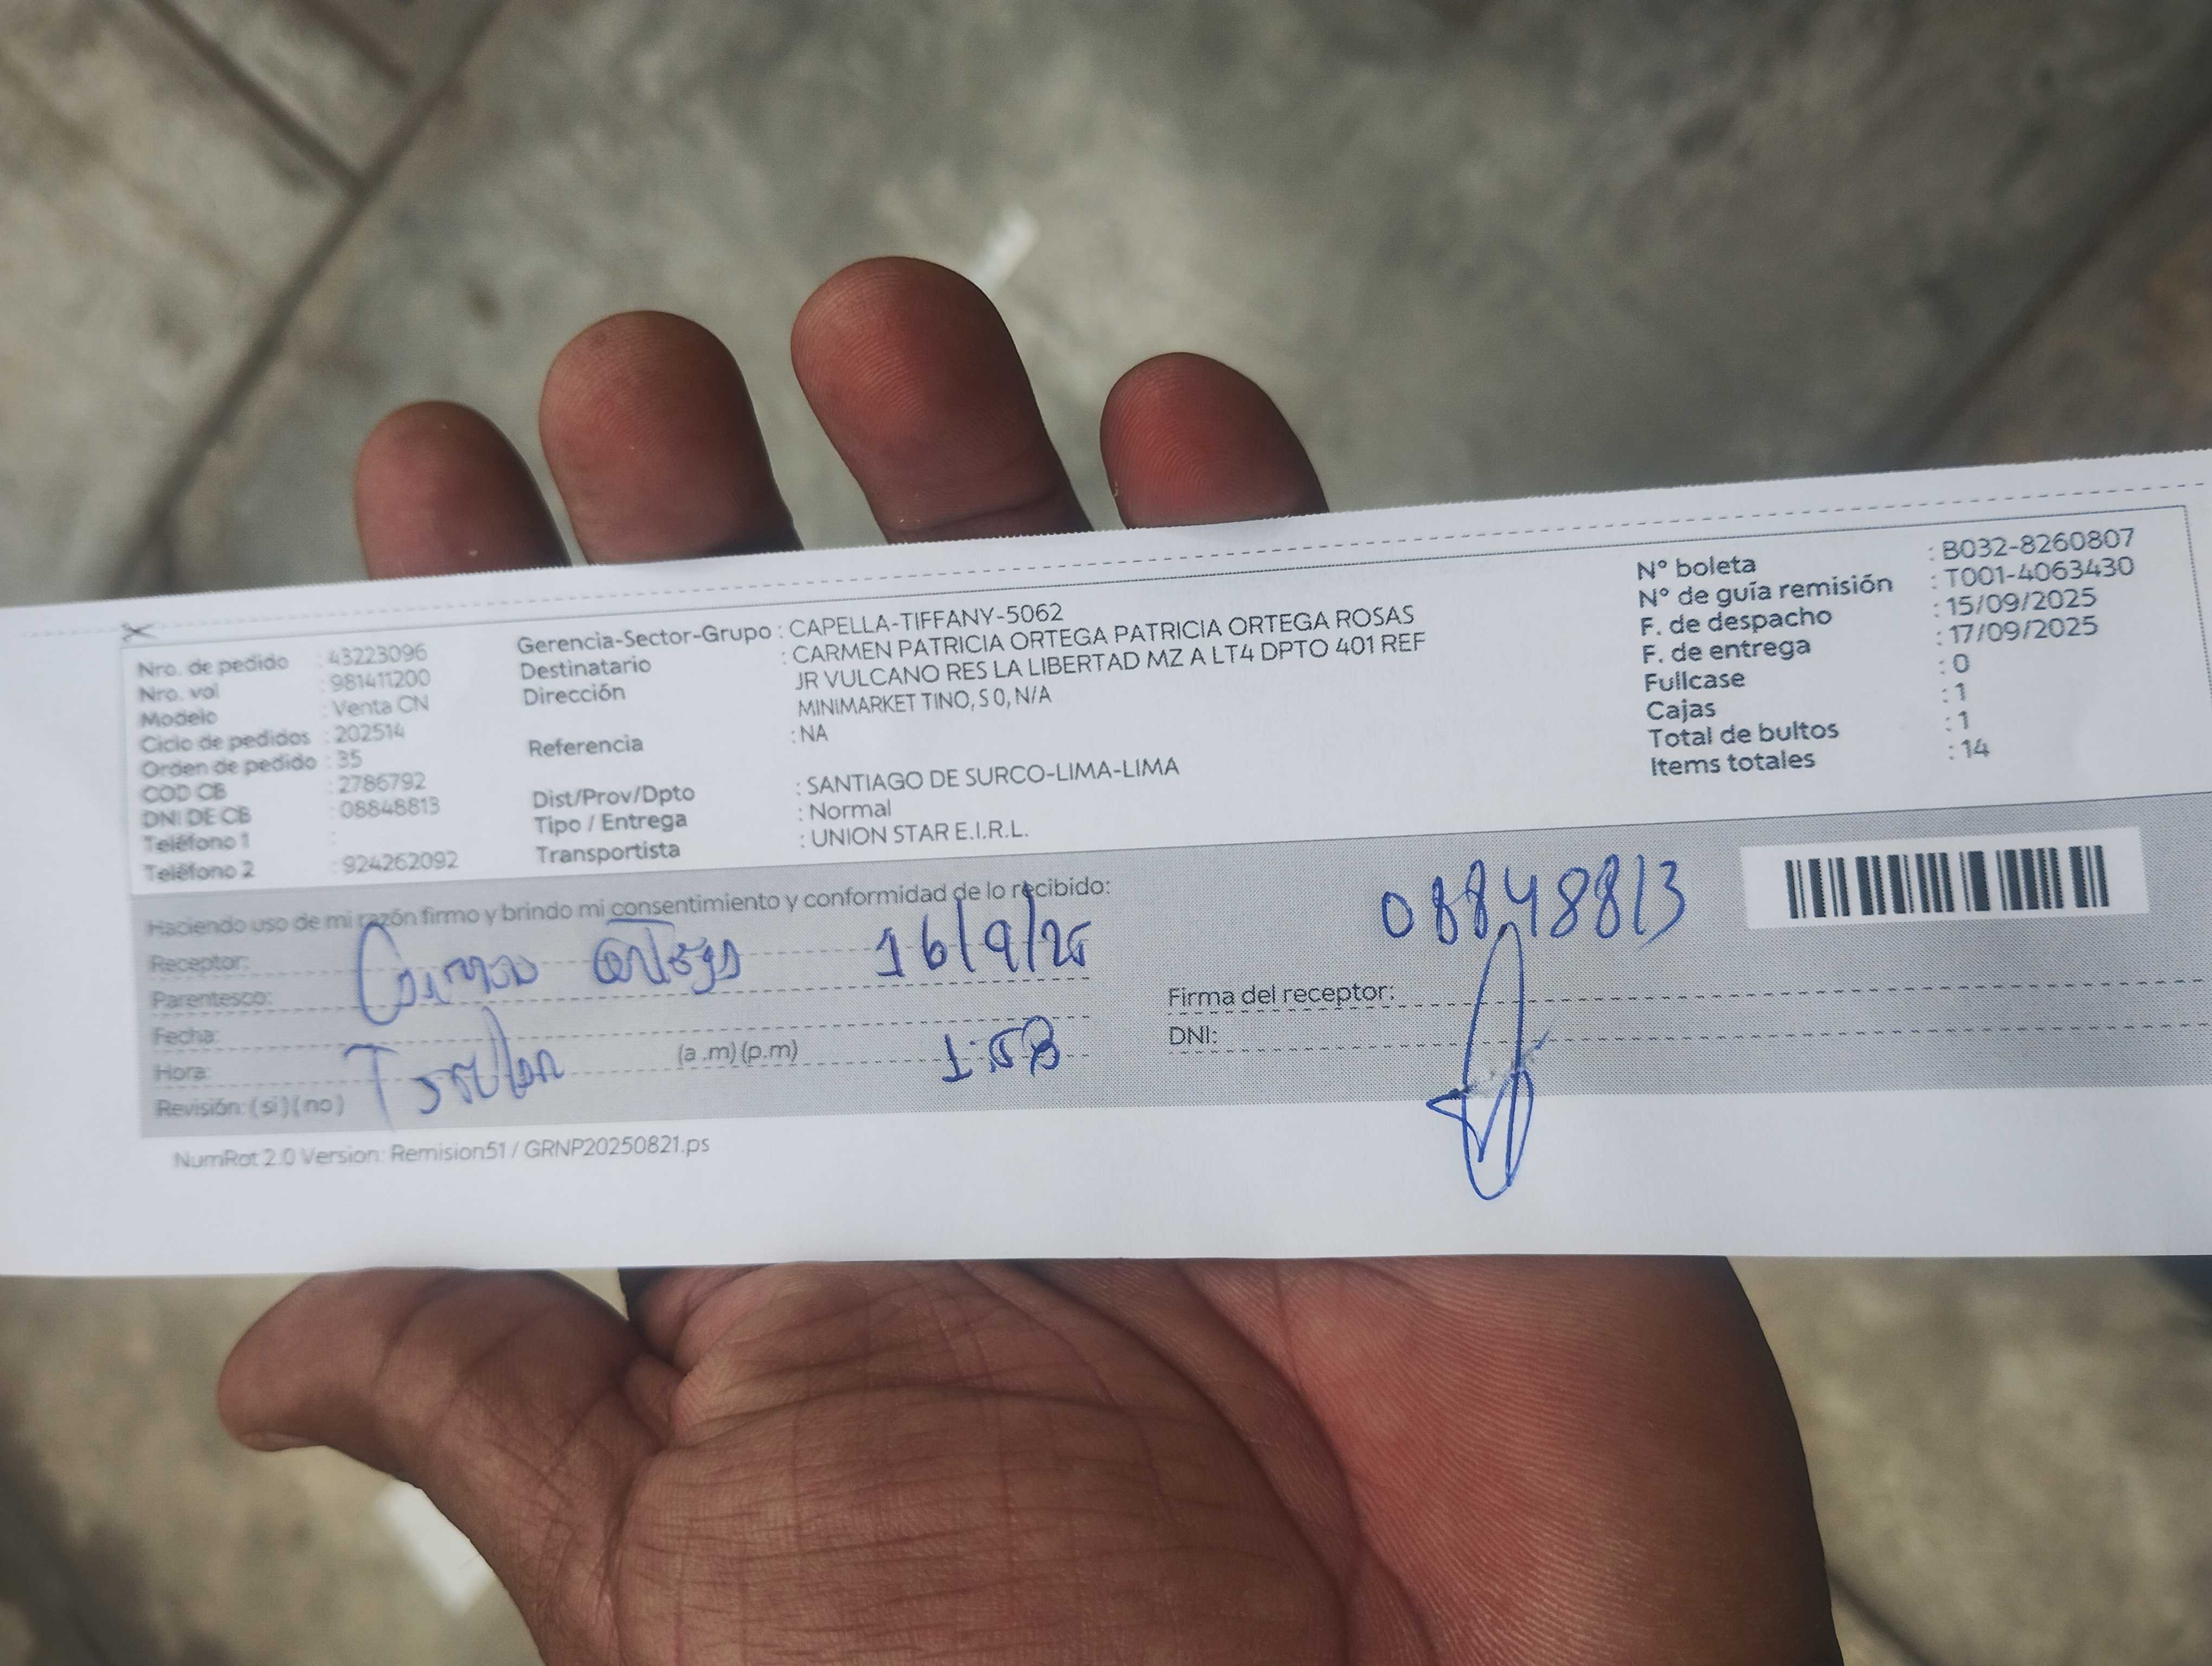 Nro. de pedido : 43223096
Nro. vol : 981411200
Modelo : Venta CN
Ciclo de pedidos : 202514
Orden de pedido : 35
COD CB : 2786792
DNI DE CB : 08848813
Teléfono 1 :
Teléfono 2 : 924262092
Gerencia-Sector-Grupo : CAPELLA-TIFFANY-5062
Destinatario : CARMEN PATRICIA ORTEGA PATRICIA ORTEGA ROSAS
Dirección JR VULCANO RES LA LIBERTAD MZ A LT4 DPTO 401 REF
MINIMARKET TINO, S 0, N/A
Referencia : NA
Dist/Prov/Dpto : SANTIAGO DE SURCO-LIMA-LIMA
Tipo / Entrega : Normal
Transportista : UNION STAR E.I.R.L.
N° boleta : B032-8260807
N° de guía remisión : T001-4063430
F. de despacho : 15/09/2025
F. de entrega : 17/09/2025
Fullcase : 0
Cajas : 1
Total de bultos : 1
Items totales : 14
Haciendo uso de mi razón firmo y brindo mi consentimiento y conformidad de lo recibido:
Receptor: Carmen Ortega 16/9/25
Parentesco:
Fecha:
Hora: (a.m) (p.m) 1:58
Revisión: (si) (no) Titular
08848813
Firma del receptor:
DNI:
NumRot 2.0 Version: Remision51 / GRNP20250821.ps